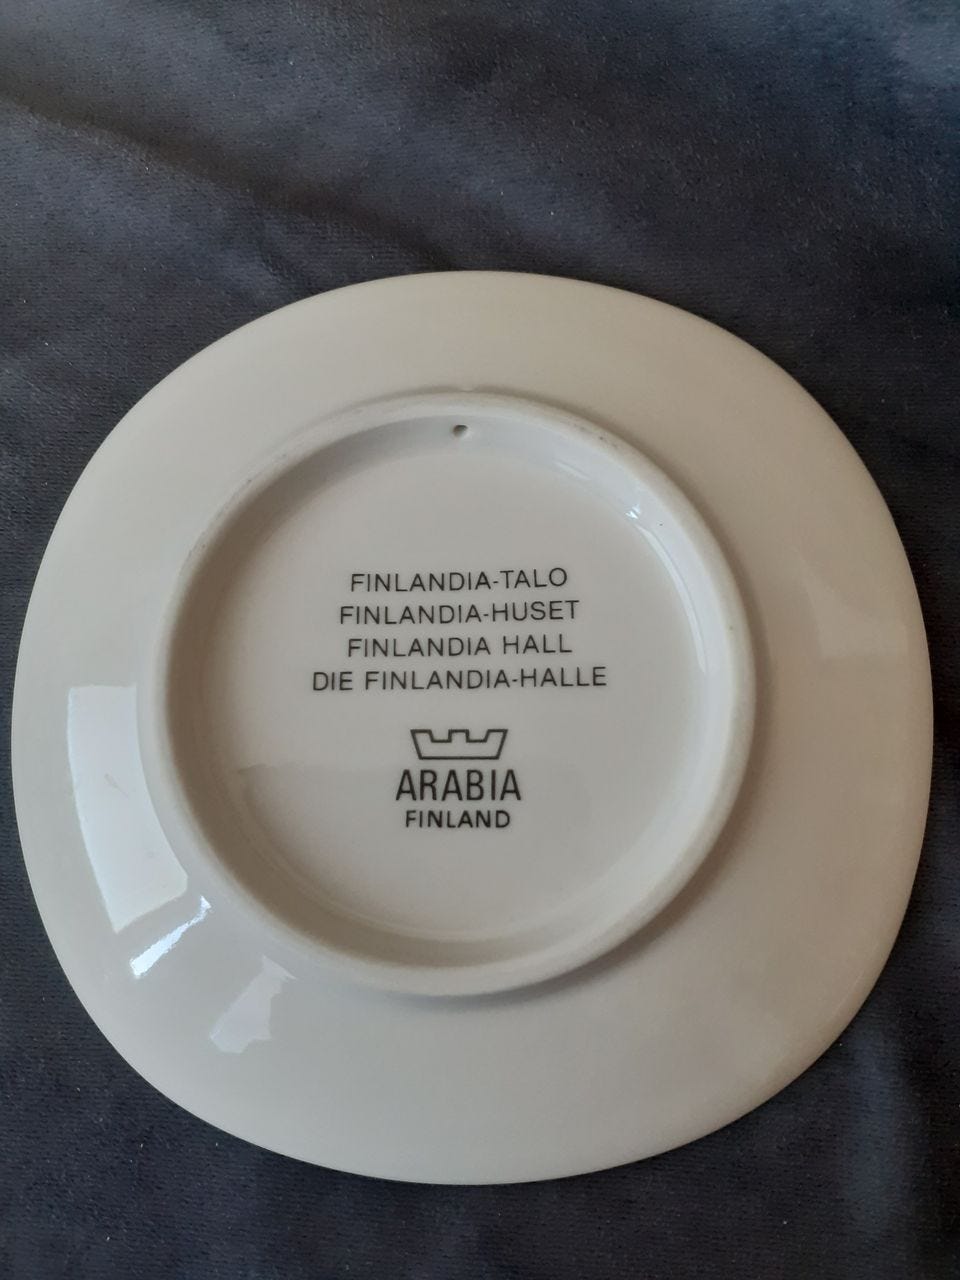 FINLANDIA-TALO
FINLANDIA-HUSET
FINLANDIA HALL
DIE FINLANDIA-HALLE
ARABIA
FINLAND